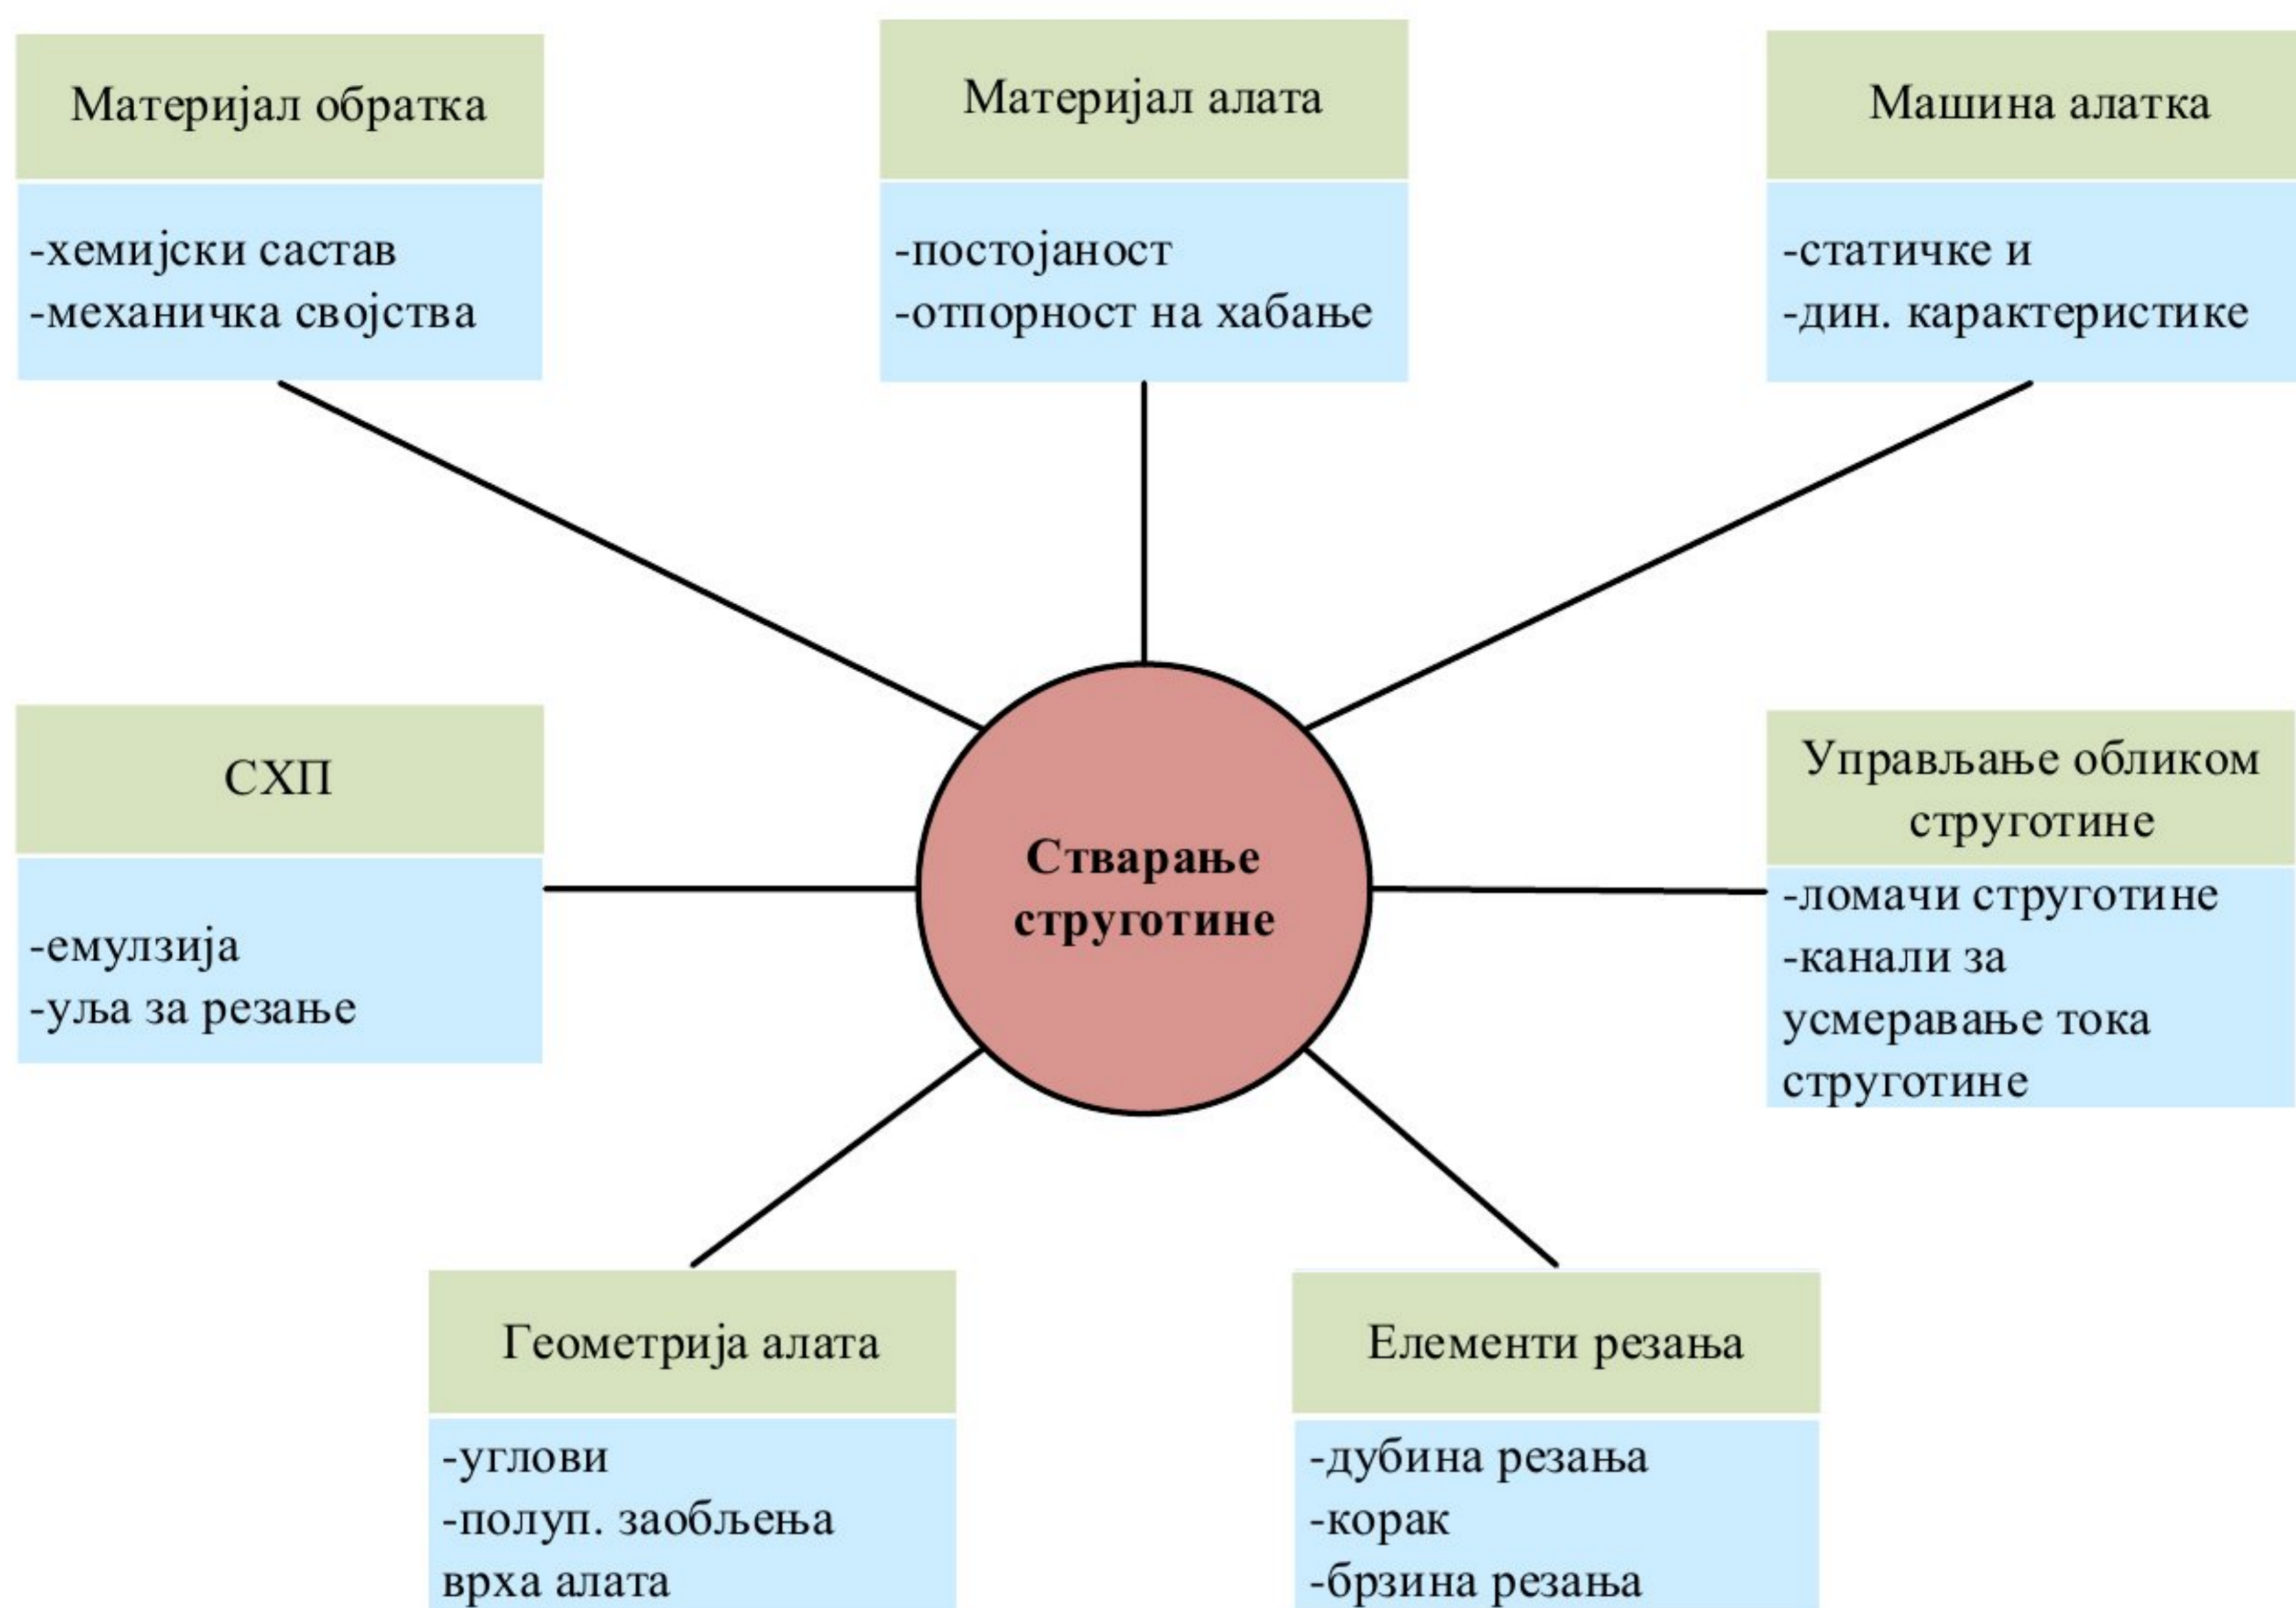 Материјал обратка
-хемијски састав
-механичка својства
Материјал алата
-постојаност
-отпорност на хабање
Машина алатка
-статичке и
-дин. карактеристике
СХП
-емулзија
-уља за резање
Стварање
струготине
Управљање обликом
струготине
-ломачи струготине
-канали за
усмеравање тока
струготине
Геометрија алата
-углови
-полуп. заобљења
врха алата
Елементи резања
-дубина резања
-корак
-брзина резања